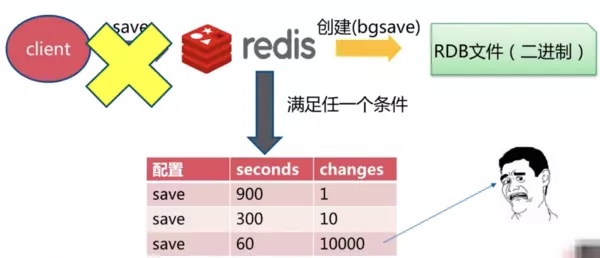 client
save
redis
创建(bgsave)
RDB文件（二进制）
满足任一个条件
配置 seconds changes
save 900 1
save 300 10
save 60 10000